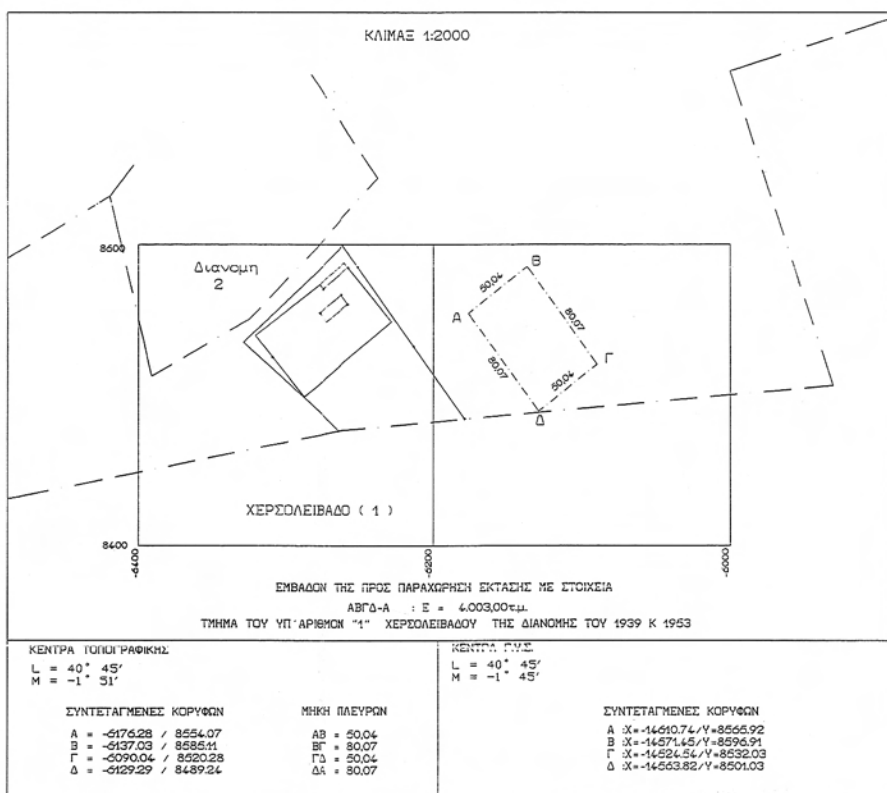 ΚΛΙΜΑΞ 1:2000
8600
Διανομη
2
50,04
Β
Α
80,07
80,07
Γ
50,04
Δ
ΧΕΡΣΟΛΕΙΒΑΔΟ ( 1 )
8400
-6400
-6200
-6000
ΕΜΒΑΔΟΝ ΤΗΣ ΠΡΟΣ ΠΑΡΑΧΩΡΗΣΗ ΕΚΤΑΣΗΣ ΜΕ ΣΤΟΙΧΕΙΑ
ΑΒΓΔ-Α : Ε = 4.003,00τ.μ.
ΤΜΗΜΑ ΤΟΥ ΥΠ'ΑΡΙΘΜΟΝ "1" ΧΕΡΣΟΛΕΙΒΑΔΟΥ ΤΗΣ ΔΙΑΝΟΜΗΣ ΤΟΥ 1939 Κ 1953
ΚΕΝΤΡΑ ΤΟΠΟΓΡΑΦΙΚΗΣ
L = 40° 45'
M = -1° 51'
ΣΥΝΤΕΤΑΓΜΕΝΕΣ ΚΟΡΥΦΩΝ
Α = -6176.28 / 8554.07
Β = -6137.03 / 8585.11
Γ = -6090.04 / 8520.28
Δ = -6129.29 / 8489.24
ΜΗΚΗ ΠΛΕΥΡΩΝ
ΑΒ = 50,04
ΒΓ = 80,07
ΓΔ = 50,04
ΔΑ = 80,07
ΚΕΝΤΡΑ Γ.Υ.Σ.
L = 40° 45'
M = -1° 45'
ΣΥΝΤΕΤΑΓΜΕΝΕΣ ΚΟΡΥΦΩΝ
Α :Χ=-14610.74/Υ=8565.92
Β :Χ=-14571.45/Υ=8596.91
Γ :Χ=-14524.54/Υ=8532.03
Δ :Χ=-14563.82/Υ=8501.03